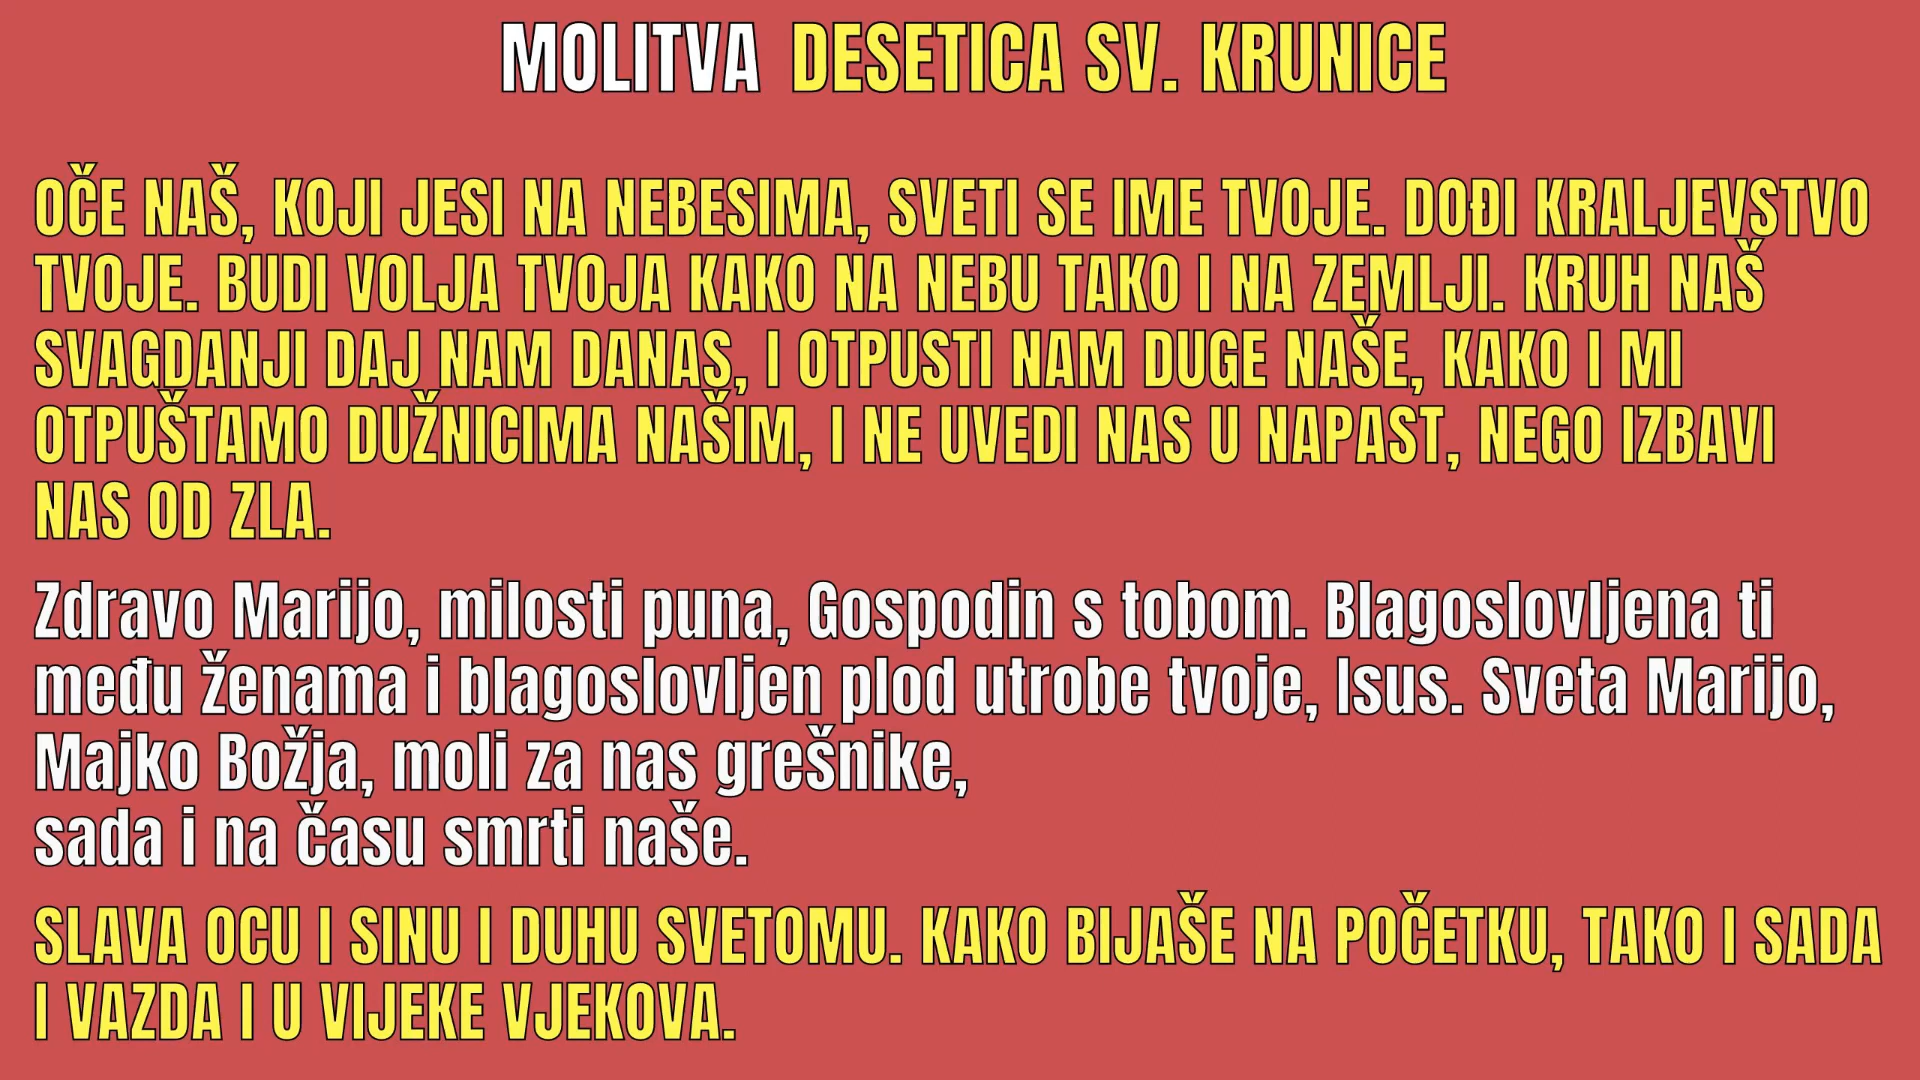 MOLITVA DESETICA SV. KRUNICE
OČE NAŠ, KOJI JESI NA NEBESIMA, SVETI SE IME TVOJE. DOĐI KRALJEVSTVO
TVOJE. BUDI VOLJA TVOJA KAKO NA NEBU TAKO I NA ZEMLJI. KRUH NAŠ
SVAGDANJI DAJ NAM DANAS, I OTPUSTI NAM DUGE NAŠE, KAKO I MI
OTPUŠTAMO DUŽNICIMA NAŠIM, I NE UVEDI NAS U NAPAST, NEGO IZBAVI
NAS OD ZLA.
Zdravo Marijo, milosti puna, Gospodin s tobom. Blagoslovljena ti
među ženama i blagoslovljen plod utrobe tvoje, Isus. Sveta Marijo,
Majko Božja, moli za nas grešnike,
sada i na času smrti naše.
SLAVA OCU I SINU I DUHU SVETOMU. KAKO BIJAŠE NA POČETKU, TAKO I SADA
I VAZDA I U VIJEKE VJEKOVA.